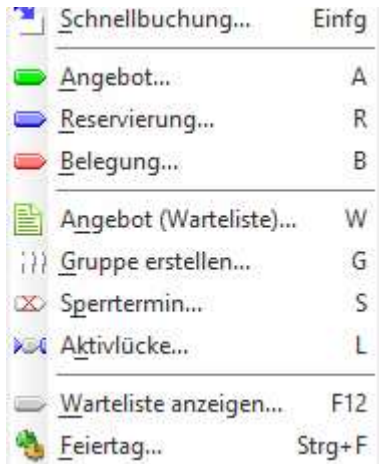 Schnellbuchung... Einfg
Angebot... A
Reservierung... R
Belegung... B
Angebot (Warteliste)... W
Gruppe erstellen... G
Sperrtermin... S
Aktivlücke... L
Warteliste anzeigen... F12
Feiertag... Strg+F